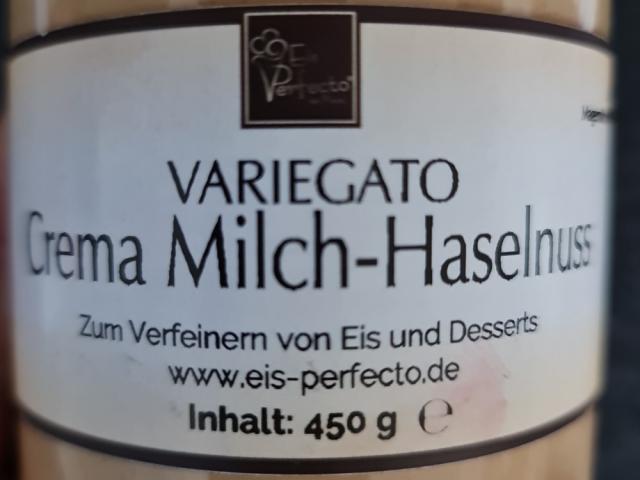 Eis
Perfecto
VARIEGATO
Crema Milch-Haselnuss
Zum Verfeinern von Eis und Desserts
www.eis-perfecto.de
Inhalt: 450 g ℮